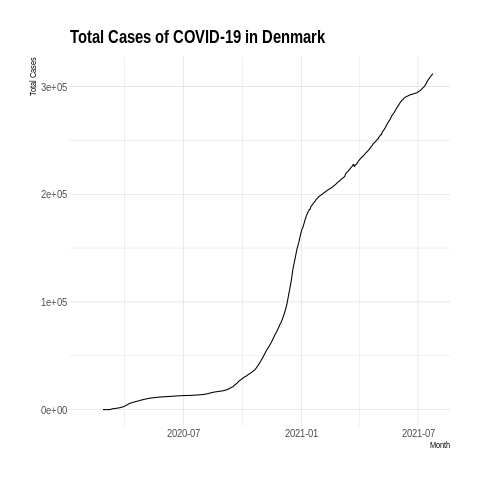 Total Cases of COVID-19 in Denmark
Total Cases
3e+05
2e+05
1e+05
0e+00
2020-07
2021-01
2021-07
Month